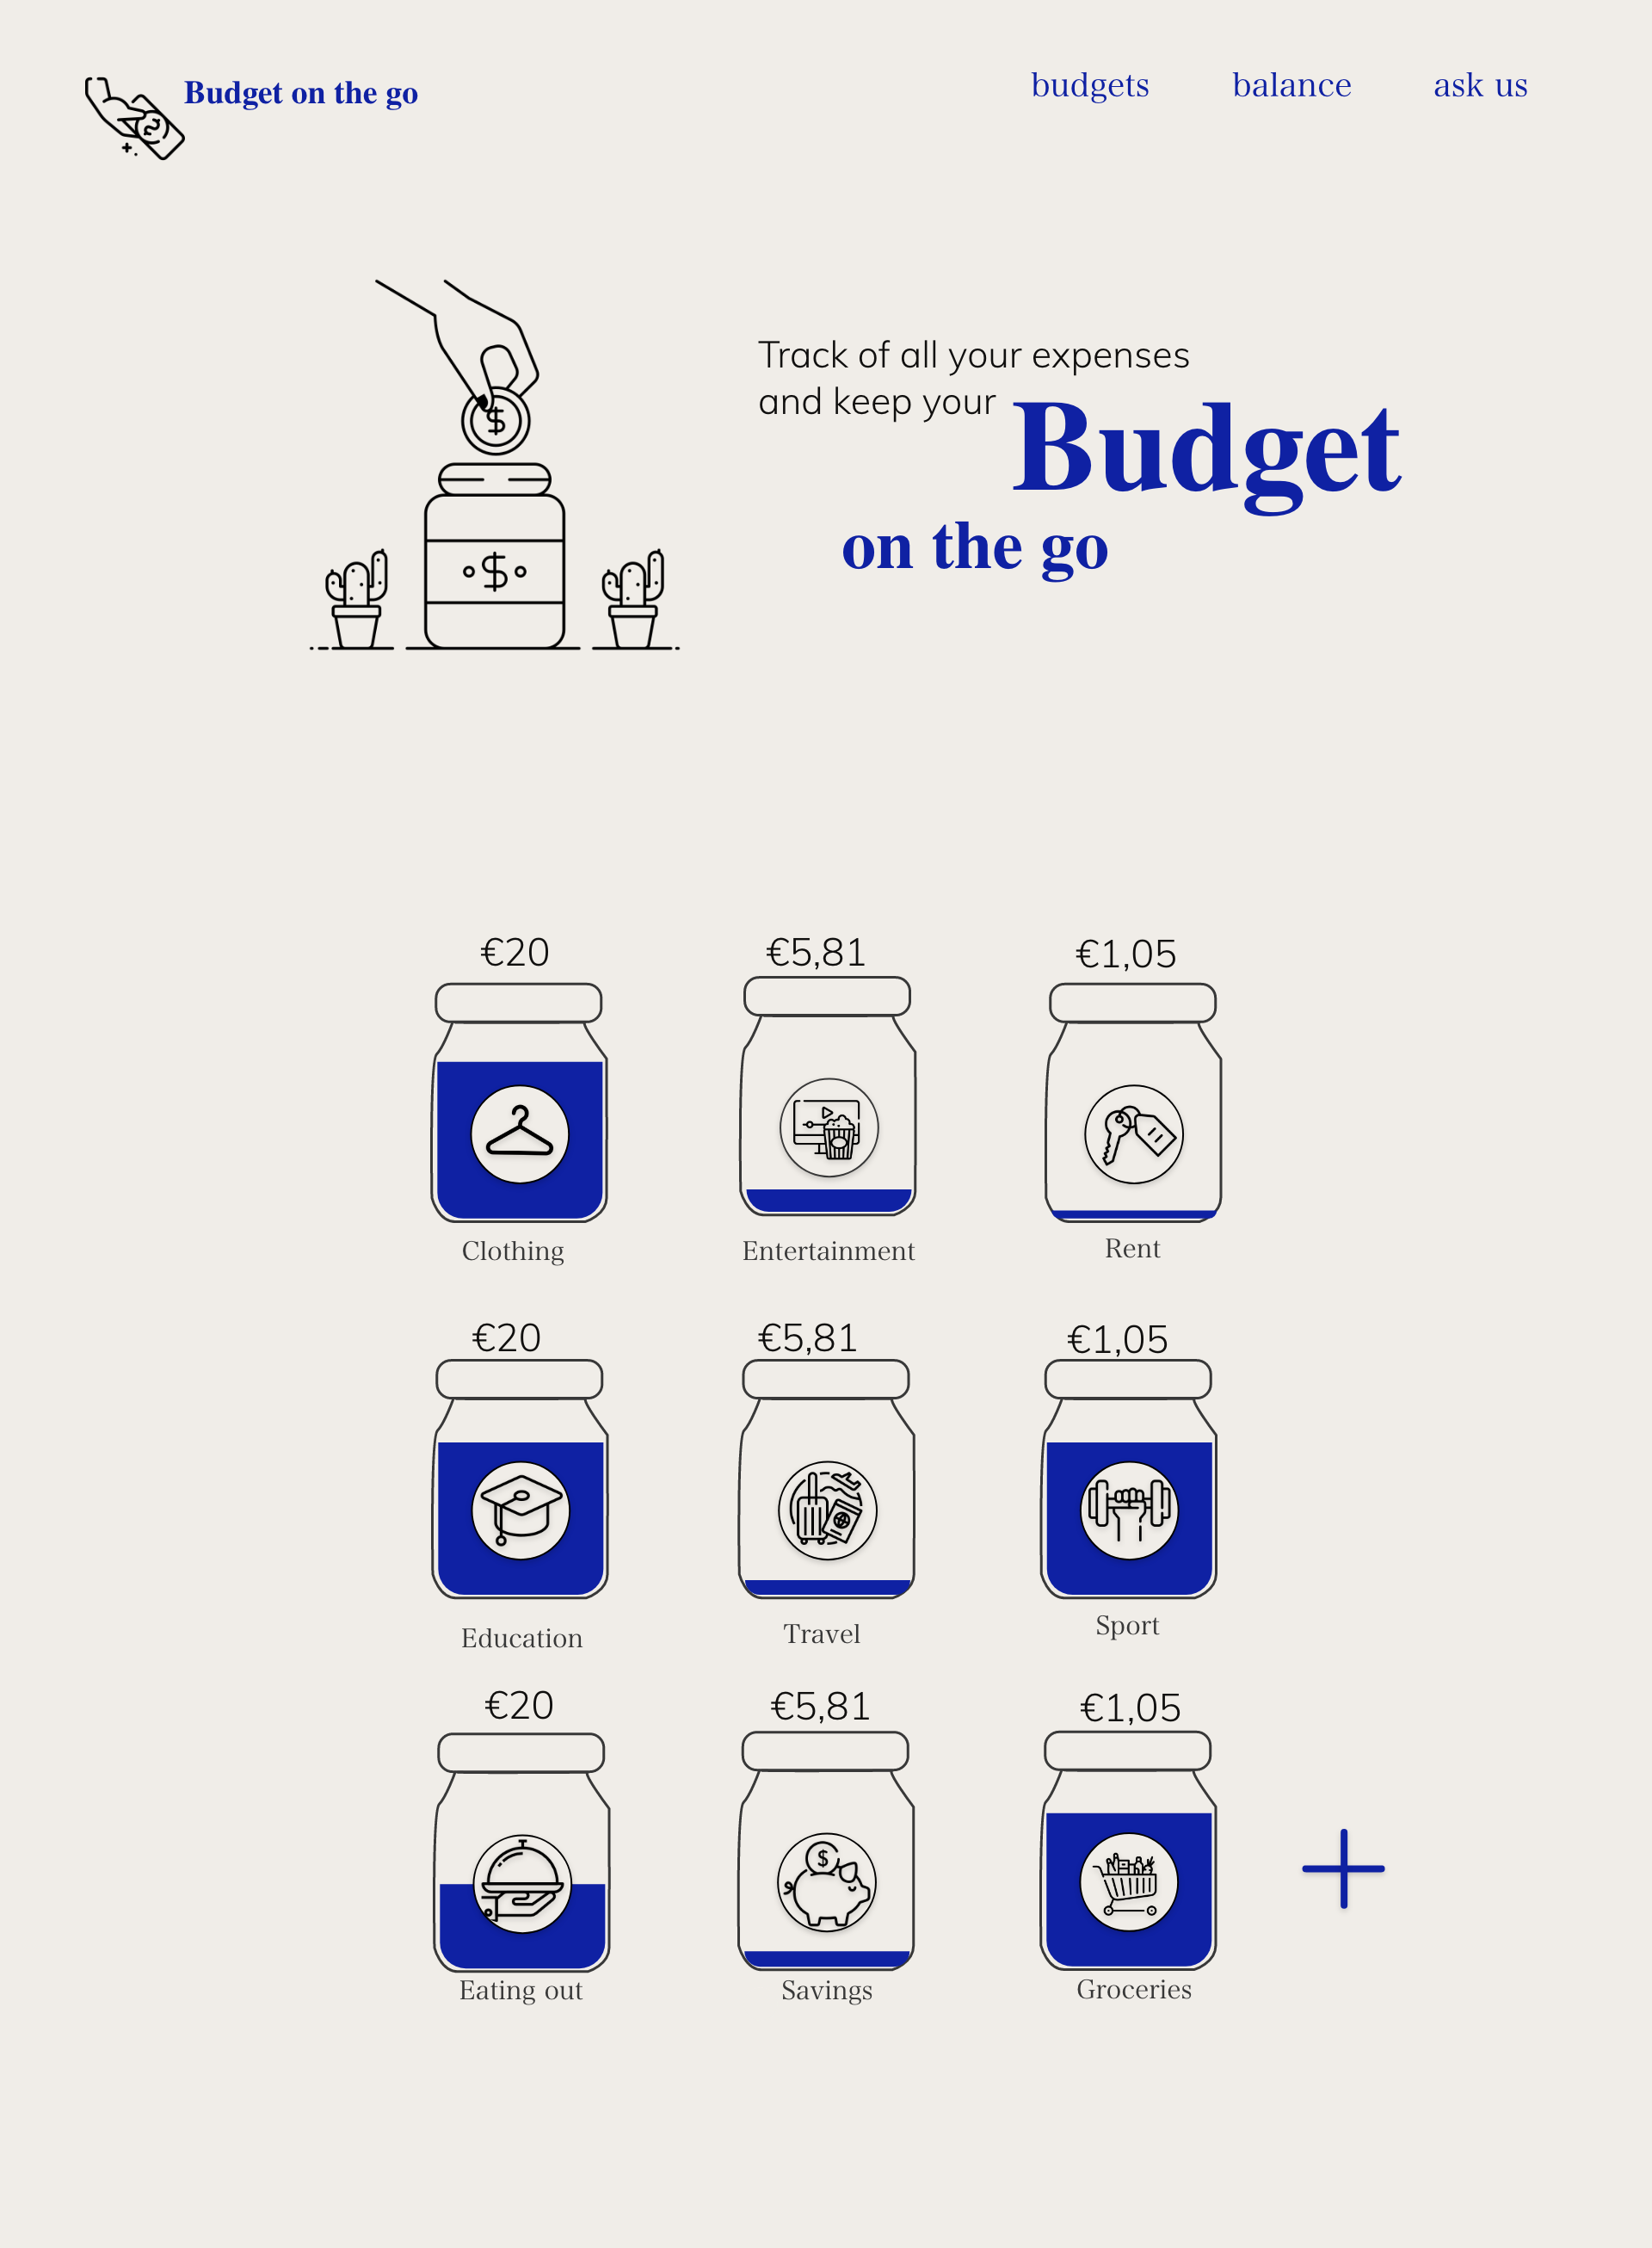 Budget on the go
budgets balance ask us
Track of all your expenses
and keep your
Budget
on the go
$
$
€20 €5,81 €1,05
Clothing Entertainment Rent
€20 €5,81 €1,05
Education Travel Sport
€20 €5,81 €1,05
$
Eating out Savings Groceries